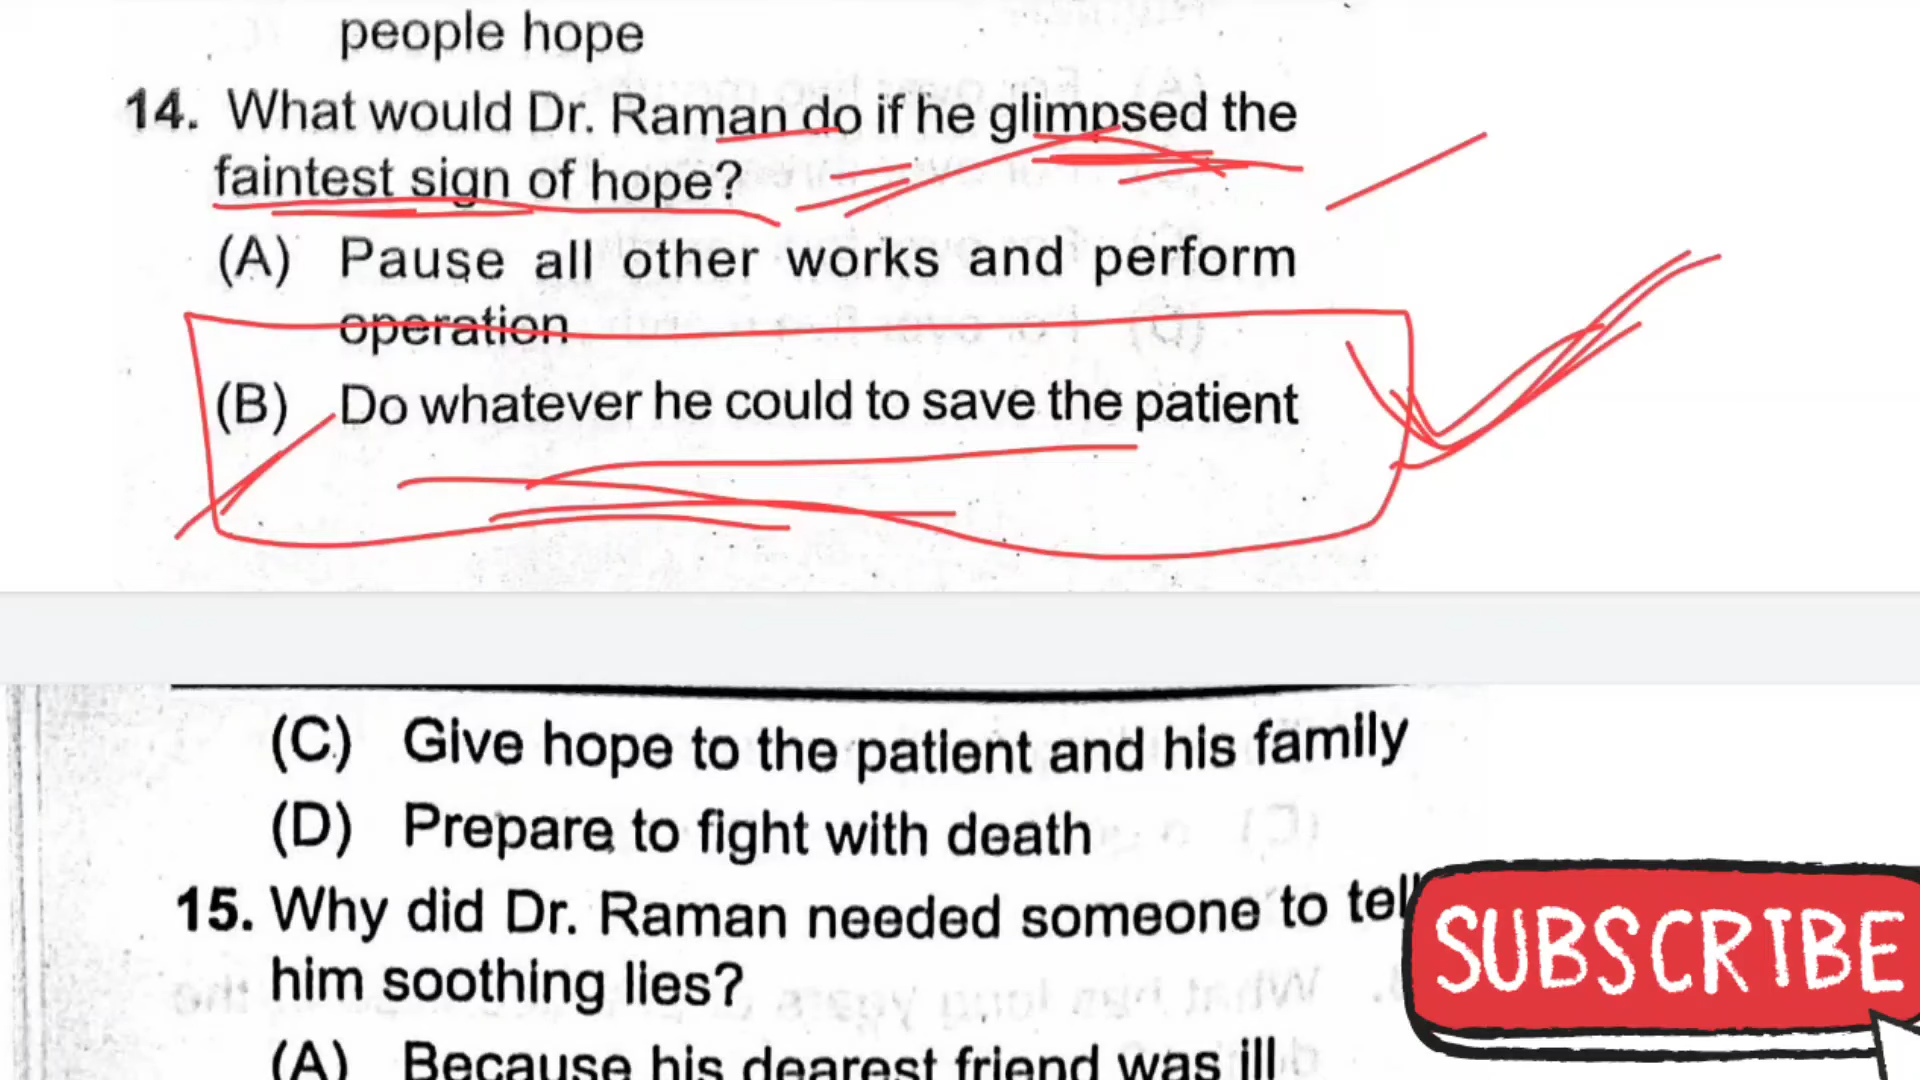 people hope
14. What would Dr. Raman do if he glimpsed the
faintest sign of hope?
(A) Pause all other works and perform
operation
(B) Do whatever he could to save the patient
(C) Give hope to the patient and his family
(D) Prepare to fight with death
15. Why did Dr. Raman needed someone to tell
him soothing lies?
(A) Because his dearest friend was ill
SUBSCRIBE